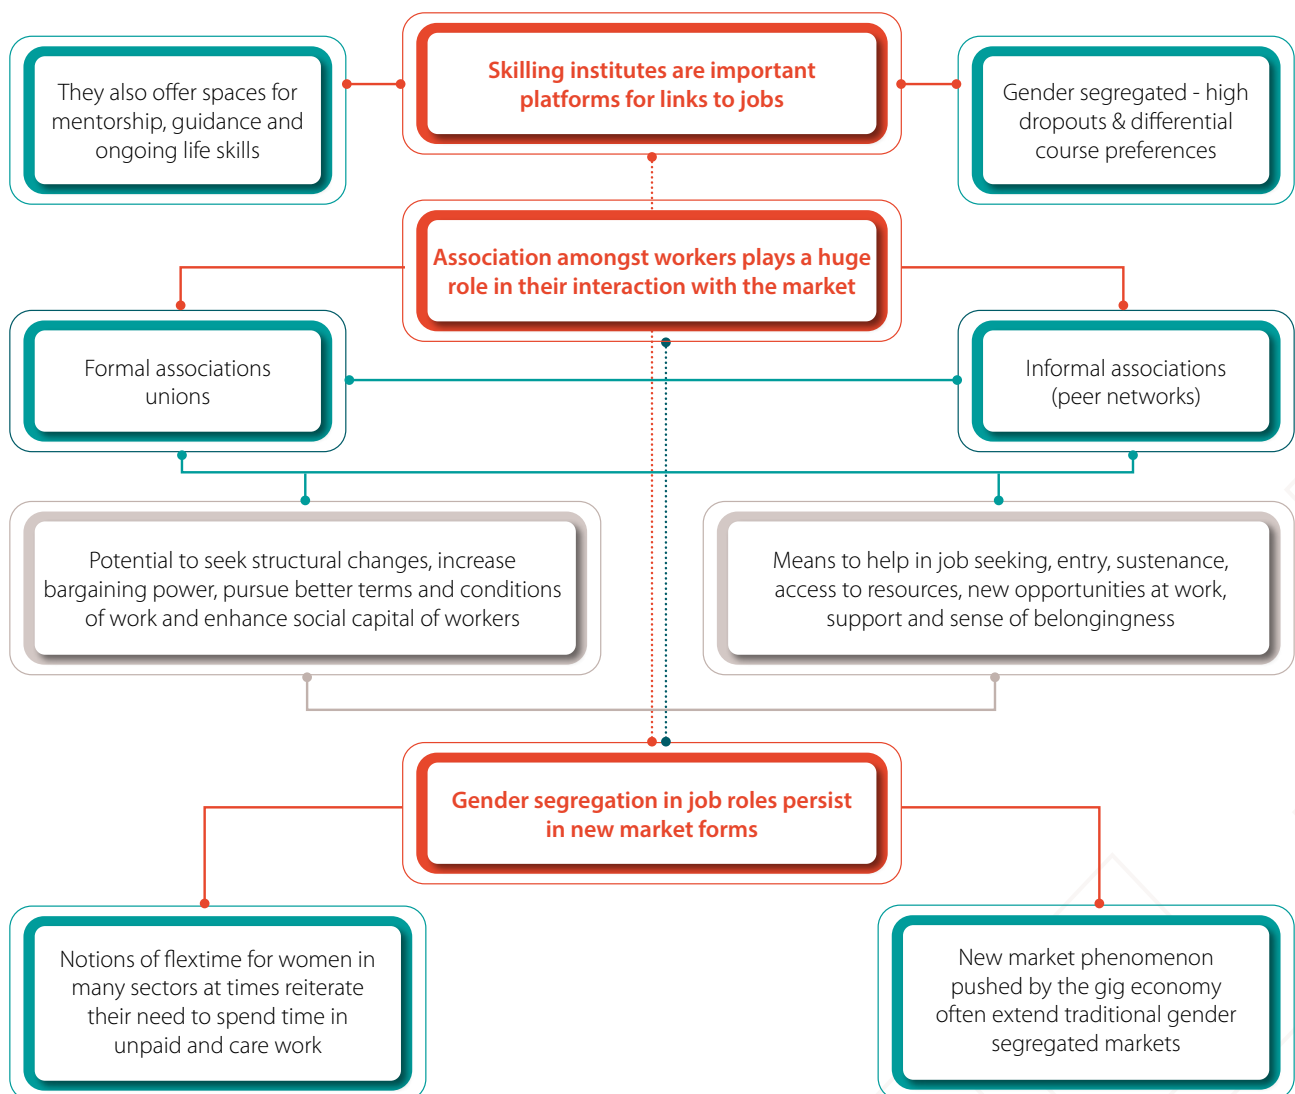 They also offer spaces for
mentorship, guidance and
ongoing life skills
Skilling institutes are important
platforms for links to jobs
Gender segregated - high
dropouts & differential
course preferences
Association amongst workers plays a huge
role in their interaction with the market
Formal associations
unions
Informal associations
(peer networks)
Potential to seek structural changes, increase
bargaining power, pursue better terms and conditions
of work and enhance social capital of workers
Means to help in job seeking, entry, sustenance,
access to resources, new opportunities at work,
support and sense of belongingness
Gender segregation in job roles persist
in new market forms
Notions of flextime for women in
many sectors at times reiterate
their need to spend time in
unpaid and care work
New market phenomenon
pushed by the gig economy
often extend traditional gender
segregated markets